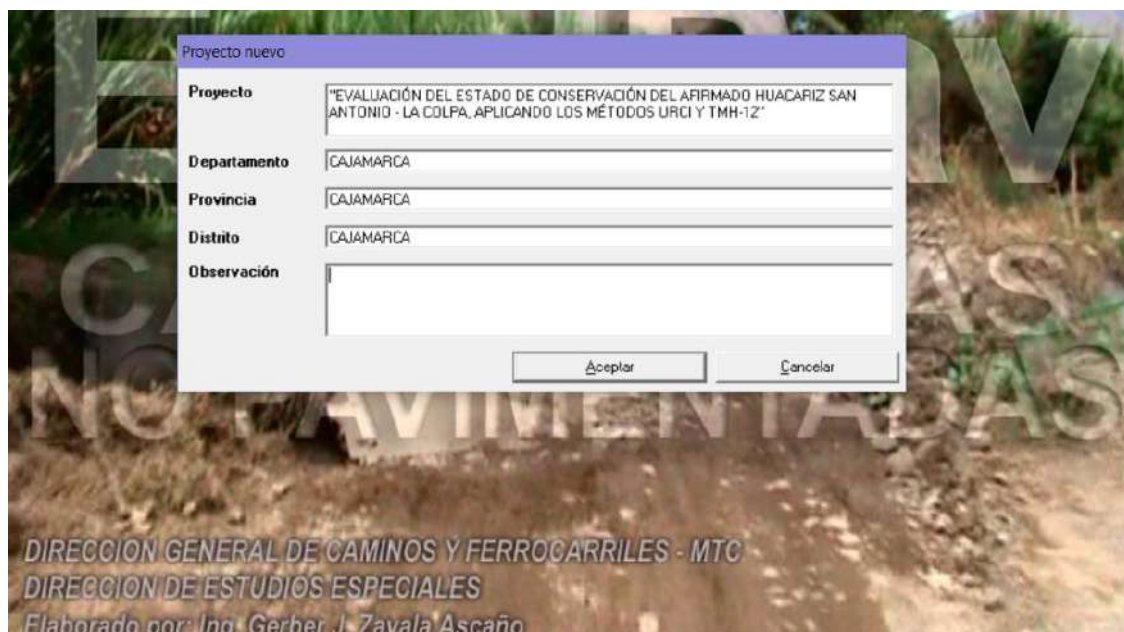 Proyecto nuevo
Proyecto
"EVALUACIÓN DEL ESTADO DE CONSERVACIÓN DEL AFIRMADO HUACARIZ SAN
ANTONIO - LA COLPA, APLICANDO LOS MÉTODOS URCI Y TMH-12"
Departamento CAJAMARCA
Provincia CAJAMARCA
Distrito CAJAMARCA
Observación
Aceptar Cancelar
NO PAVIMENTADAS
DIRECCION GENERAL DE CAMINOS Y FERROCARRILES - MTC
DIRECCION DE ESTUDIOS ESPECIALES
Elaborado por: Ing. Gerber J. Zavala Ascaño